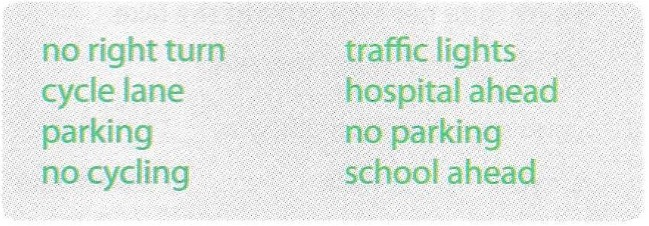 no right turn
cycle lane
parking
no cycling
traffic lights
hospital ahead
no parking
school ahead